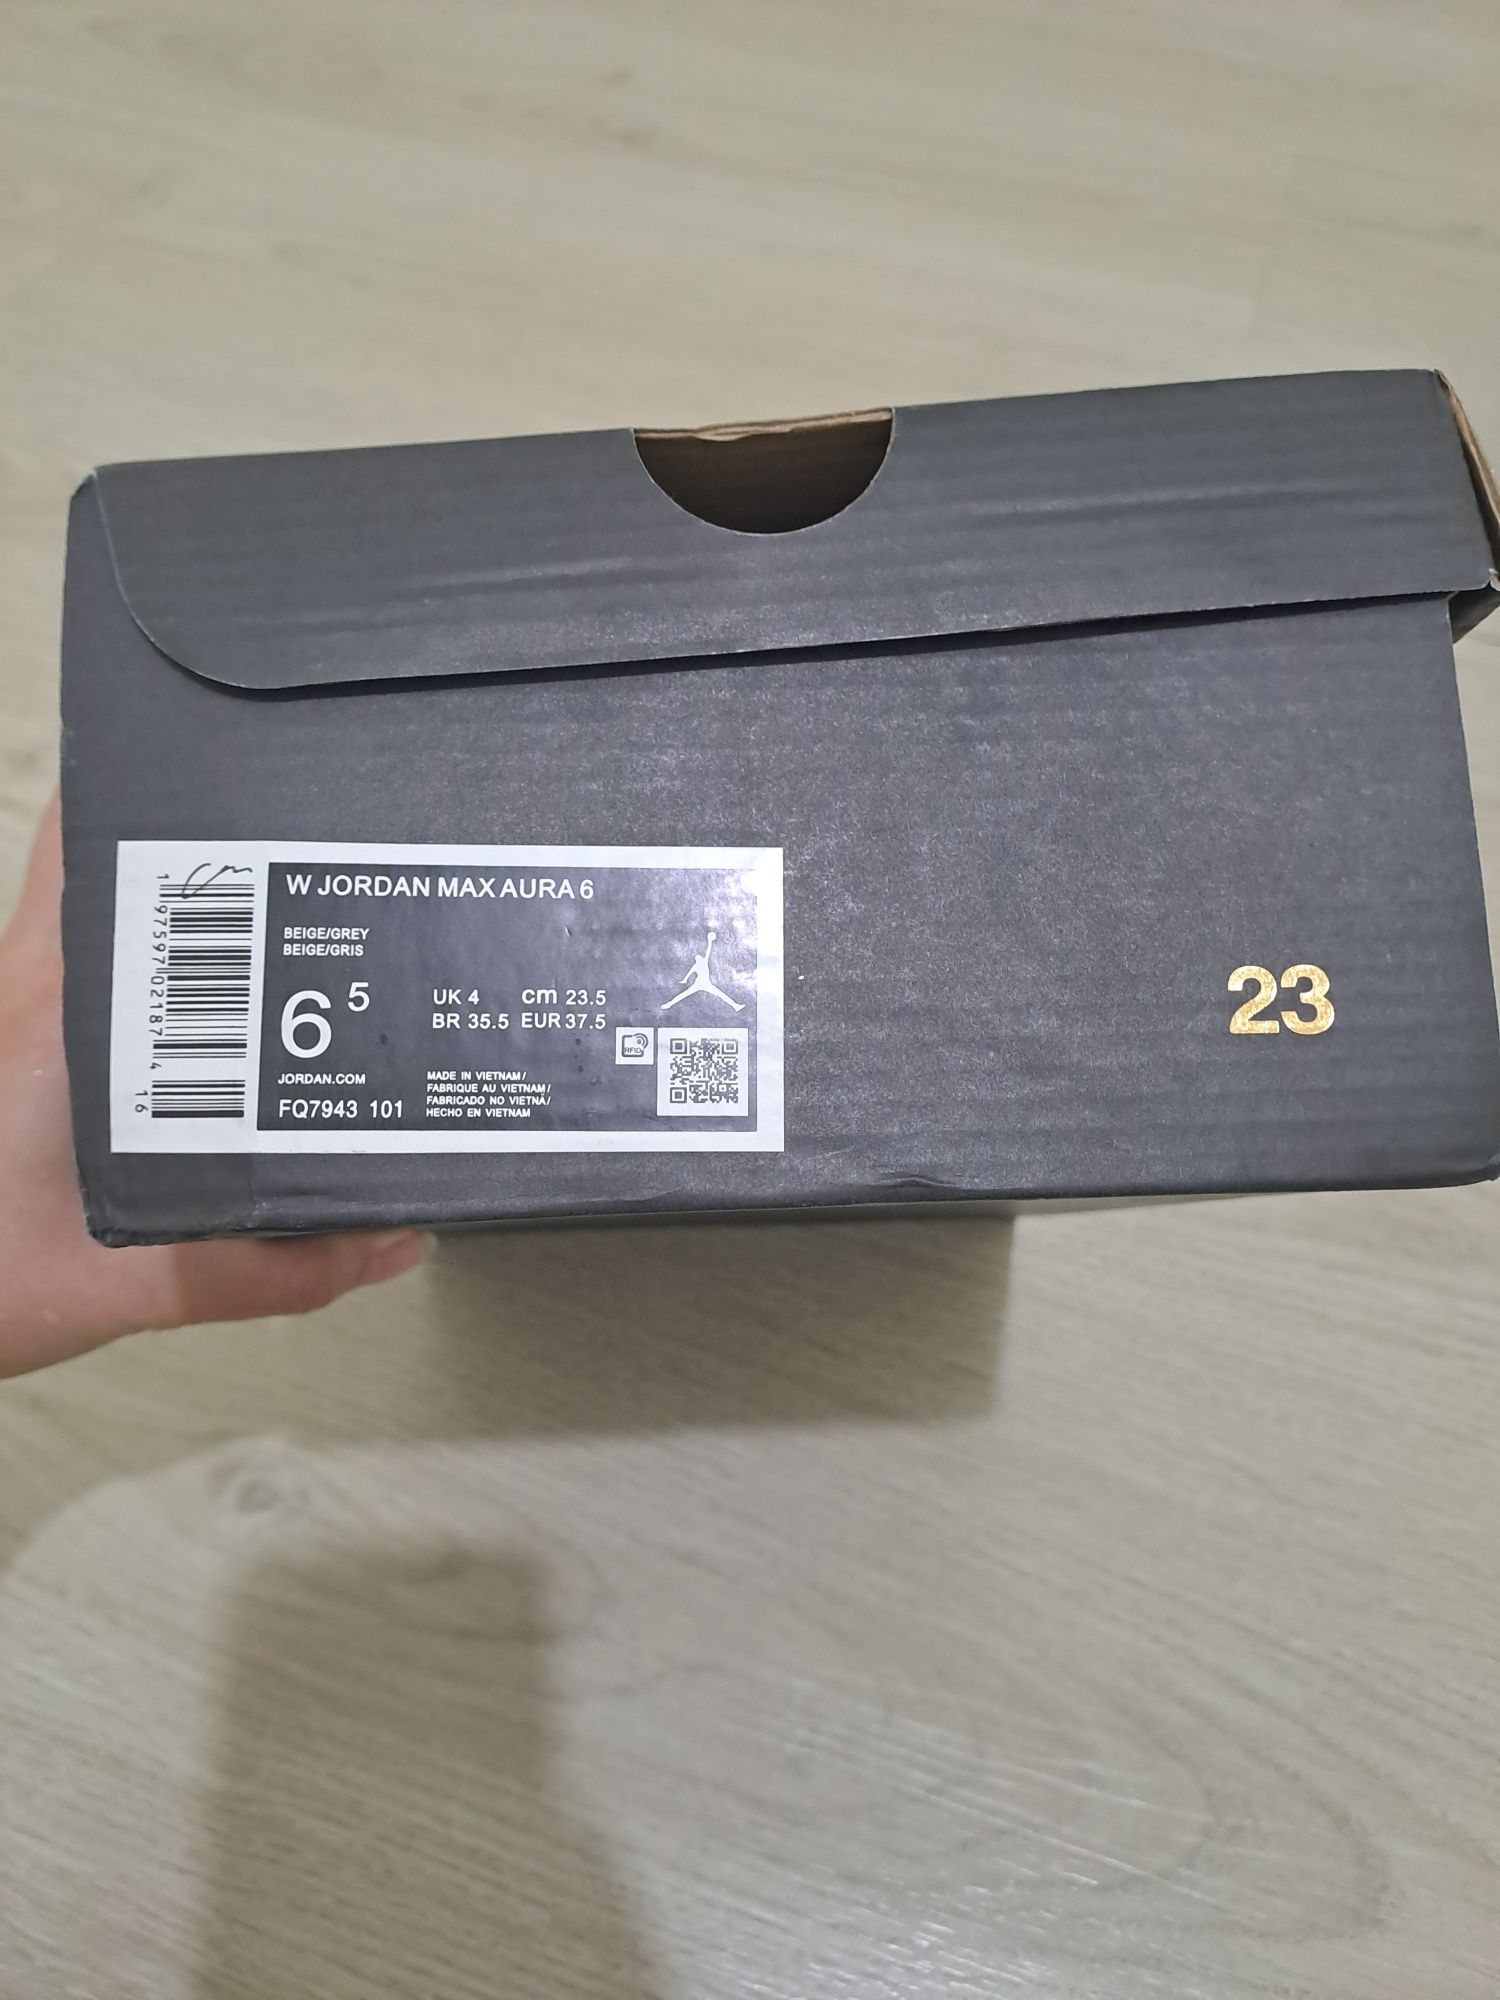 W JORDAN MAX AURA 6
BEIGE/GREY
BEIGE/GRIS
6 5
UK 4 cm 23.5
BR 35.5 EUR 37.5
RFID
JORDAN.COM
FQ7943 101
MADE IN VIETNAM/
FABRIQUE AU VIETNAM/
FABRICADO NO VIETNÃ/
HECHO EN VIETNAM
1 97597 02187 4
16
23